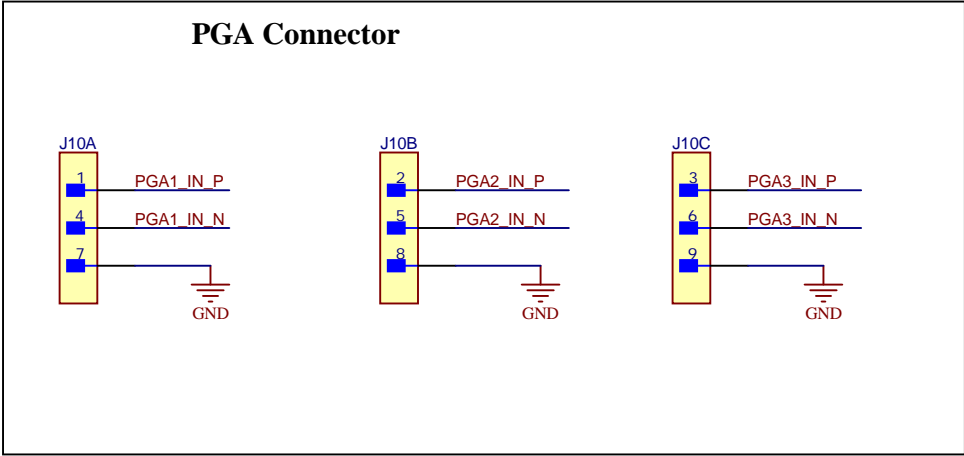 PGA Connector
J10A
1 PGA1_IN_P
4 PGA1_IN_N
7
GND
J10B
2 PGA2_IN_P
5 PGA2_IN_N
8
GND
J10C
3 PGA3_IN_P
6 PGA3_IN_N
9
GND